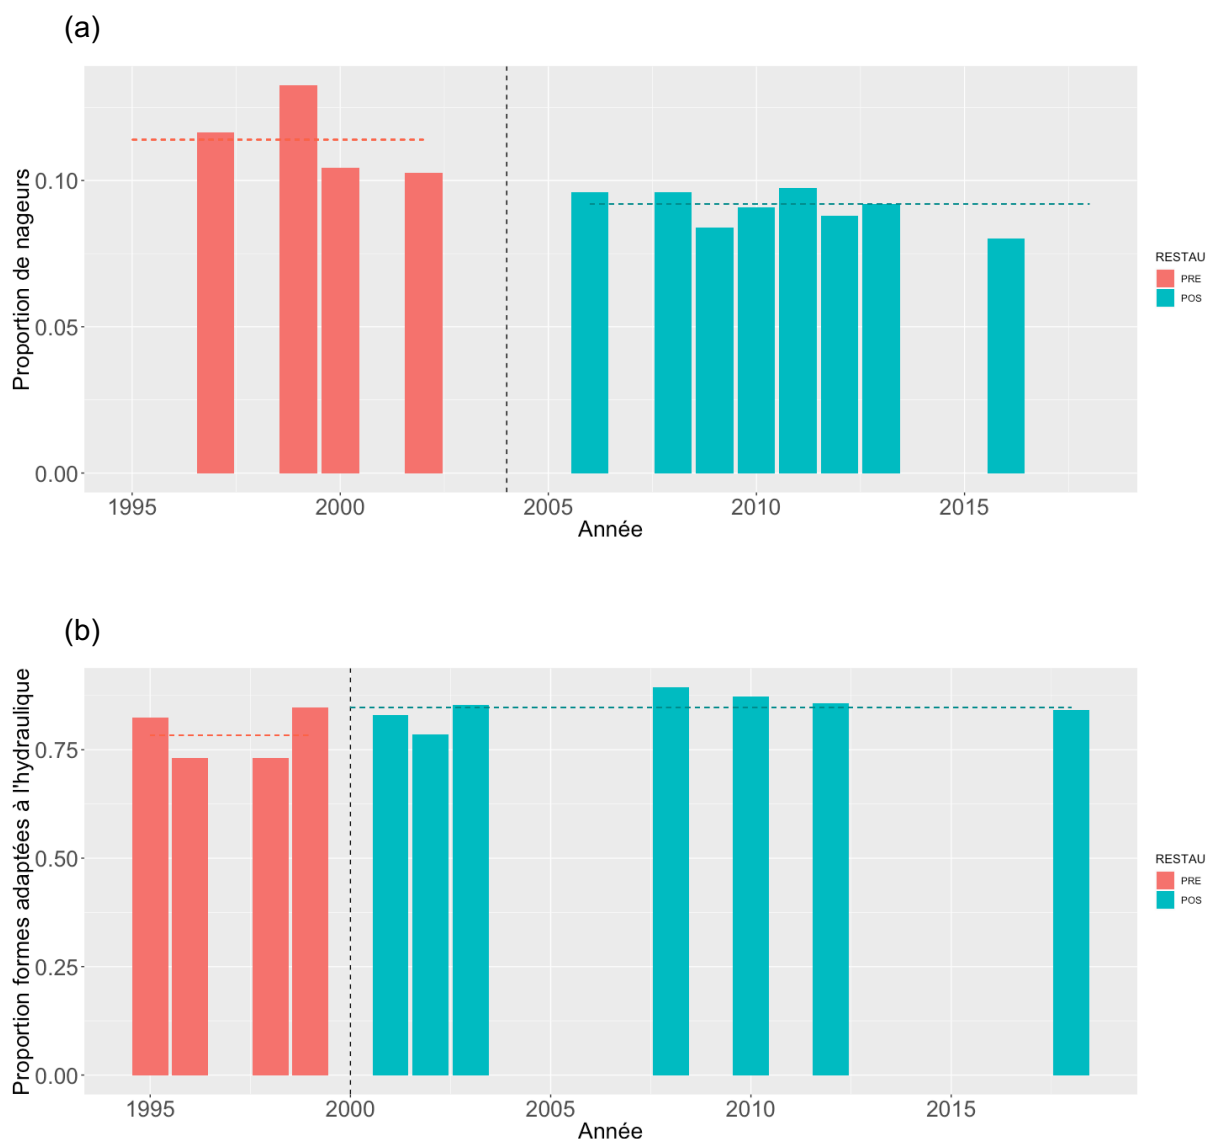 (a)
Proportion de nageurs
0.10
0.05
0.00
1995 2000 2005 2010 2015
Année
RESTAU
PRE
POS
(b)
Proportion formes adaptées à l'hydraulique
0.75
0.50
0.25
0.00
1995 2000 2005 2010 2015
Année
RESTAU
PRE
POS